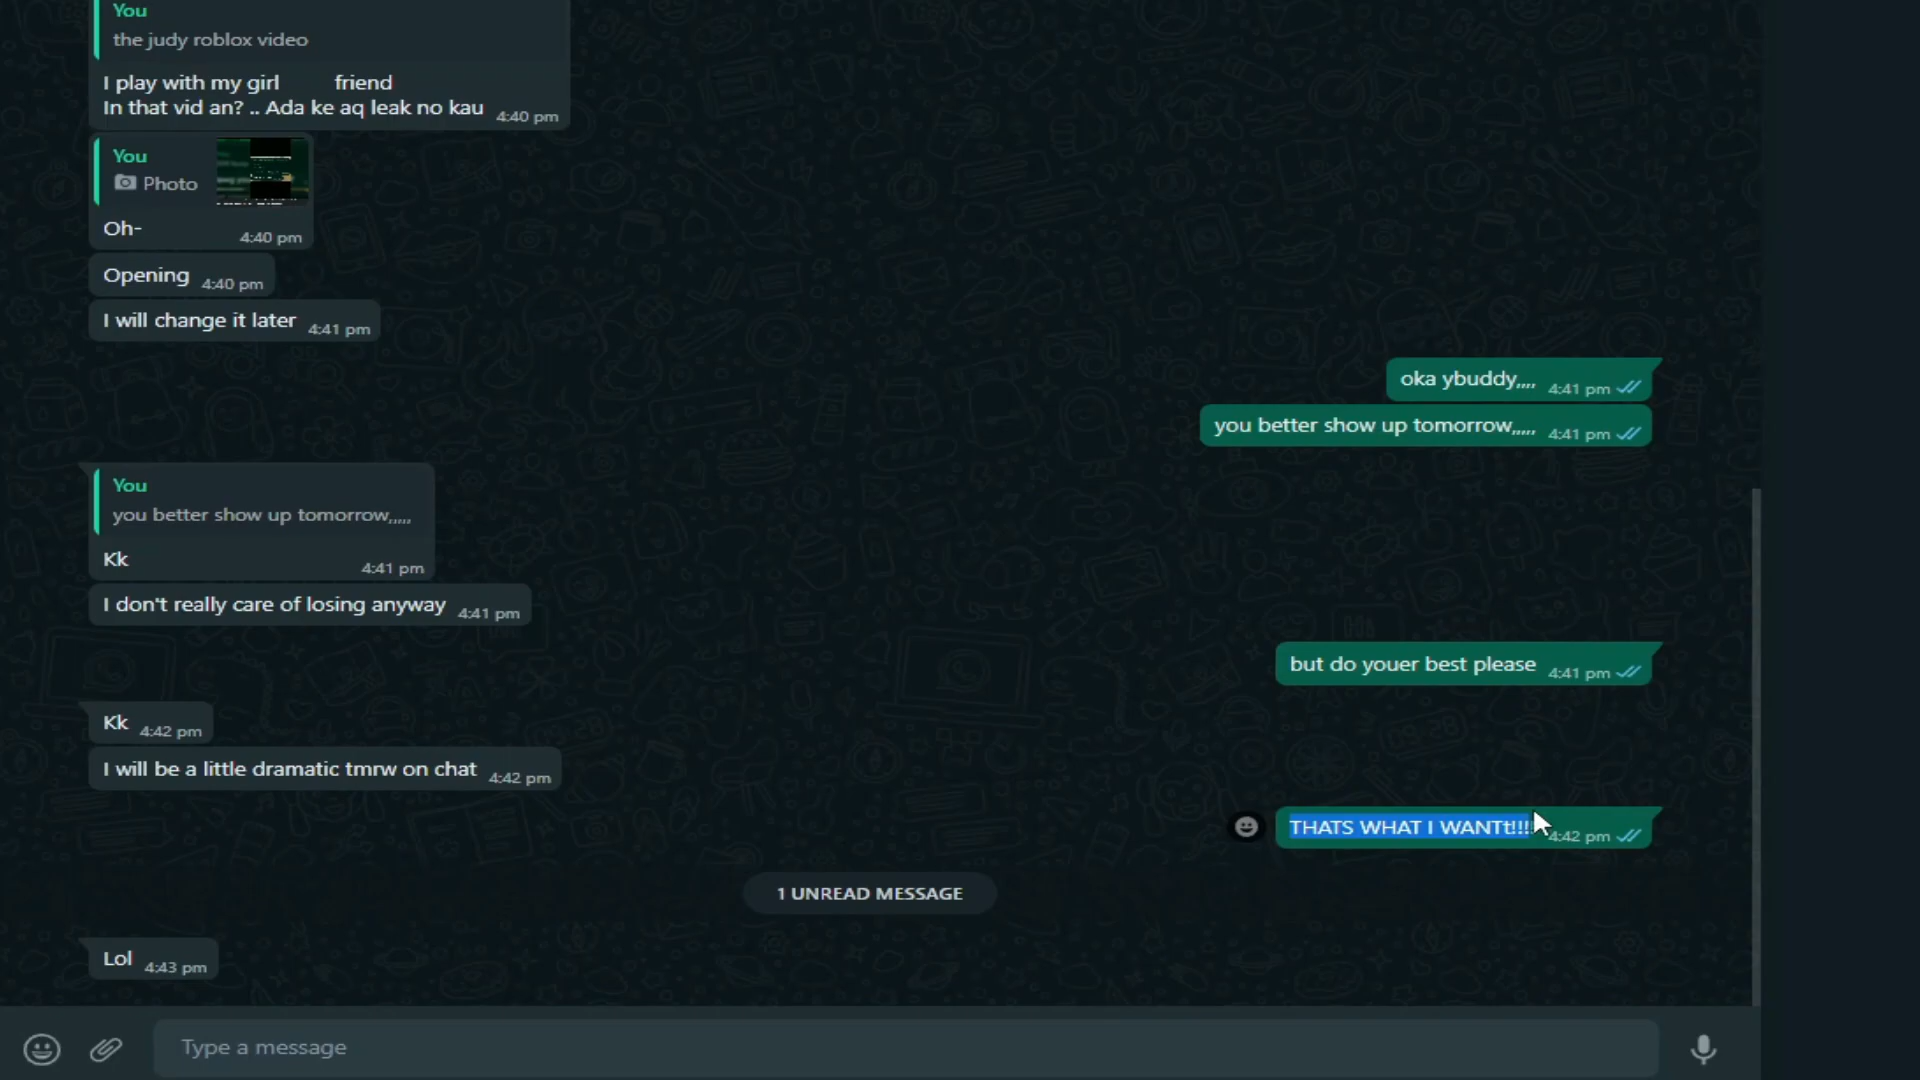 You
the judy roblox video
I play with my girl friend
In that vid an? .. Ada ke aq leak no kau 4:40 pm
You
Photo
Oh- 4:40 pm
Opening 4:40 pm
I will change it later 4:41 pm
oka ybuddy,,,, 4:41 pm
you better show up tomorrow,,,,, 4:41 pm
You
you better show up tomorrow,,,,,
Kk 4:41 pm
I don't really care of losing anyway 4:41 pm
but do youer best please 4:41 pm
Kk 4:42 pm
I will be a little dramatic tmrw on chat 4:42 pm
THATS WHAT I WANTt!!!! 4:42 pm
1 UNREAD MESSAGE
Lol 4:43 pm
Type a message